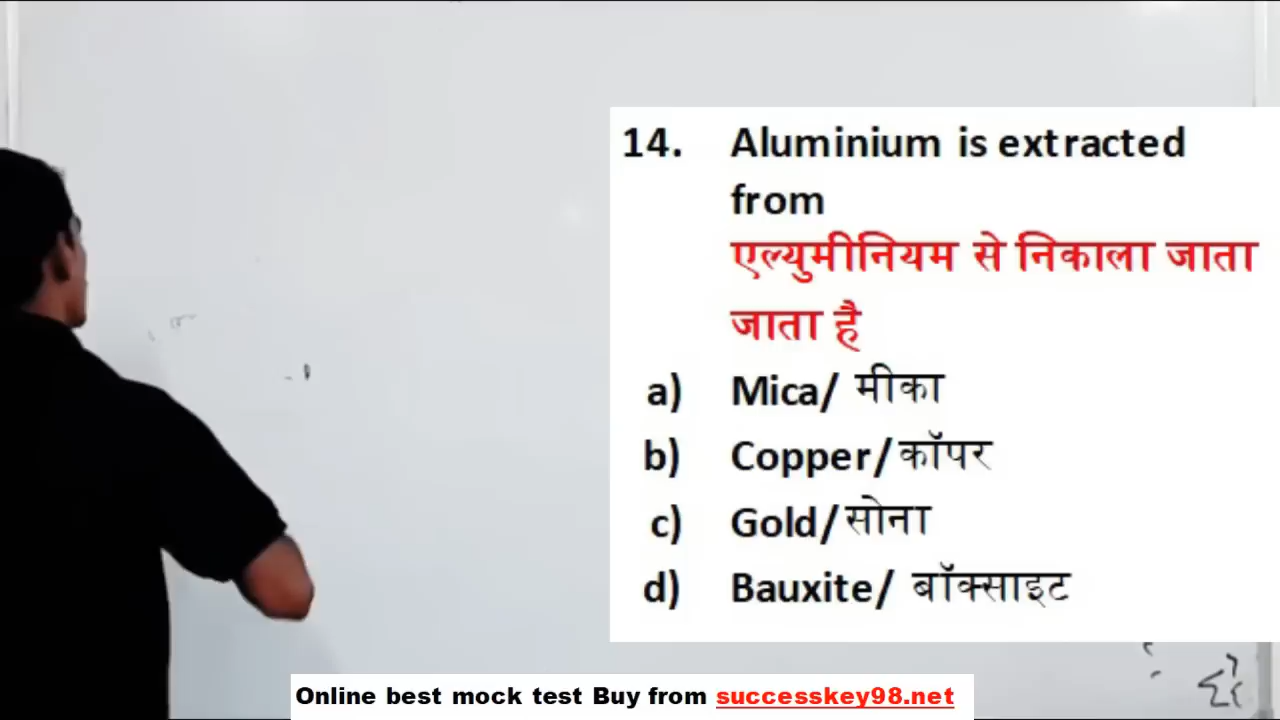 14. Aluminium is extracted
from
एल्युमीनियम से निकाला जाता
जाता है
a) Mica/ मीका
b) Copper/कॉपर
c) Gold/सोना
d) Bauxite/ बॉक्साइट
Online best mock test Buy from successkey98.net